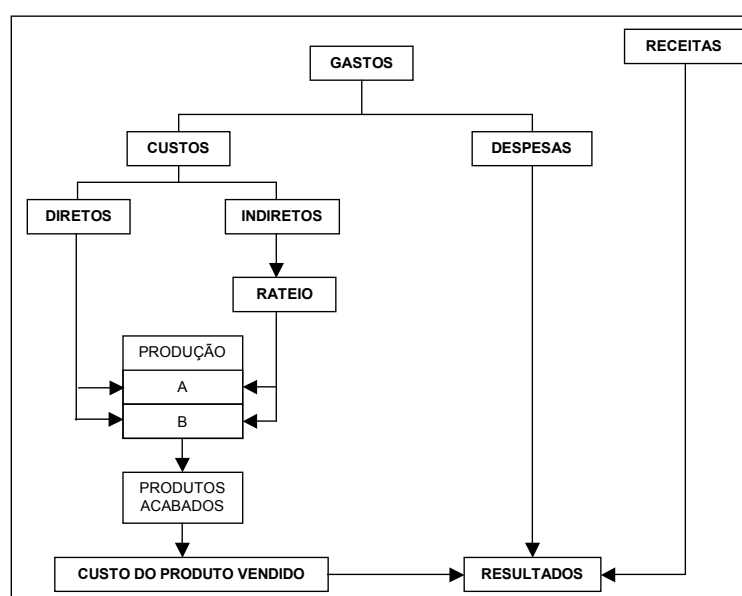 RECEITAS
GASTOS
CUSTOS
DESPESAS
DIRETOS
INDIRETOS
RATEIO
PRODUÇÃO
A
B
PRODUTOS
ACABADOS
CUSTO DO PRODUTO VENDIDO
RESULTADOS